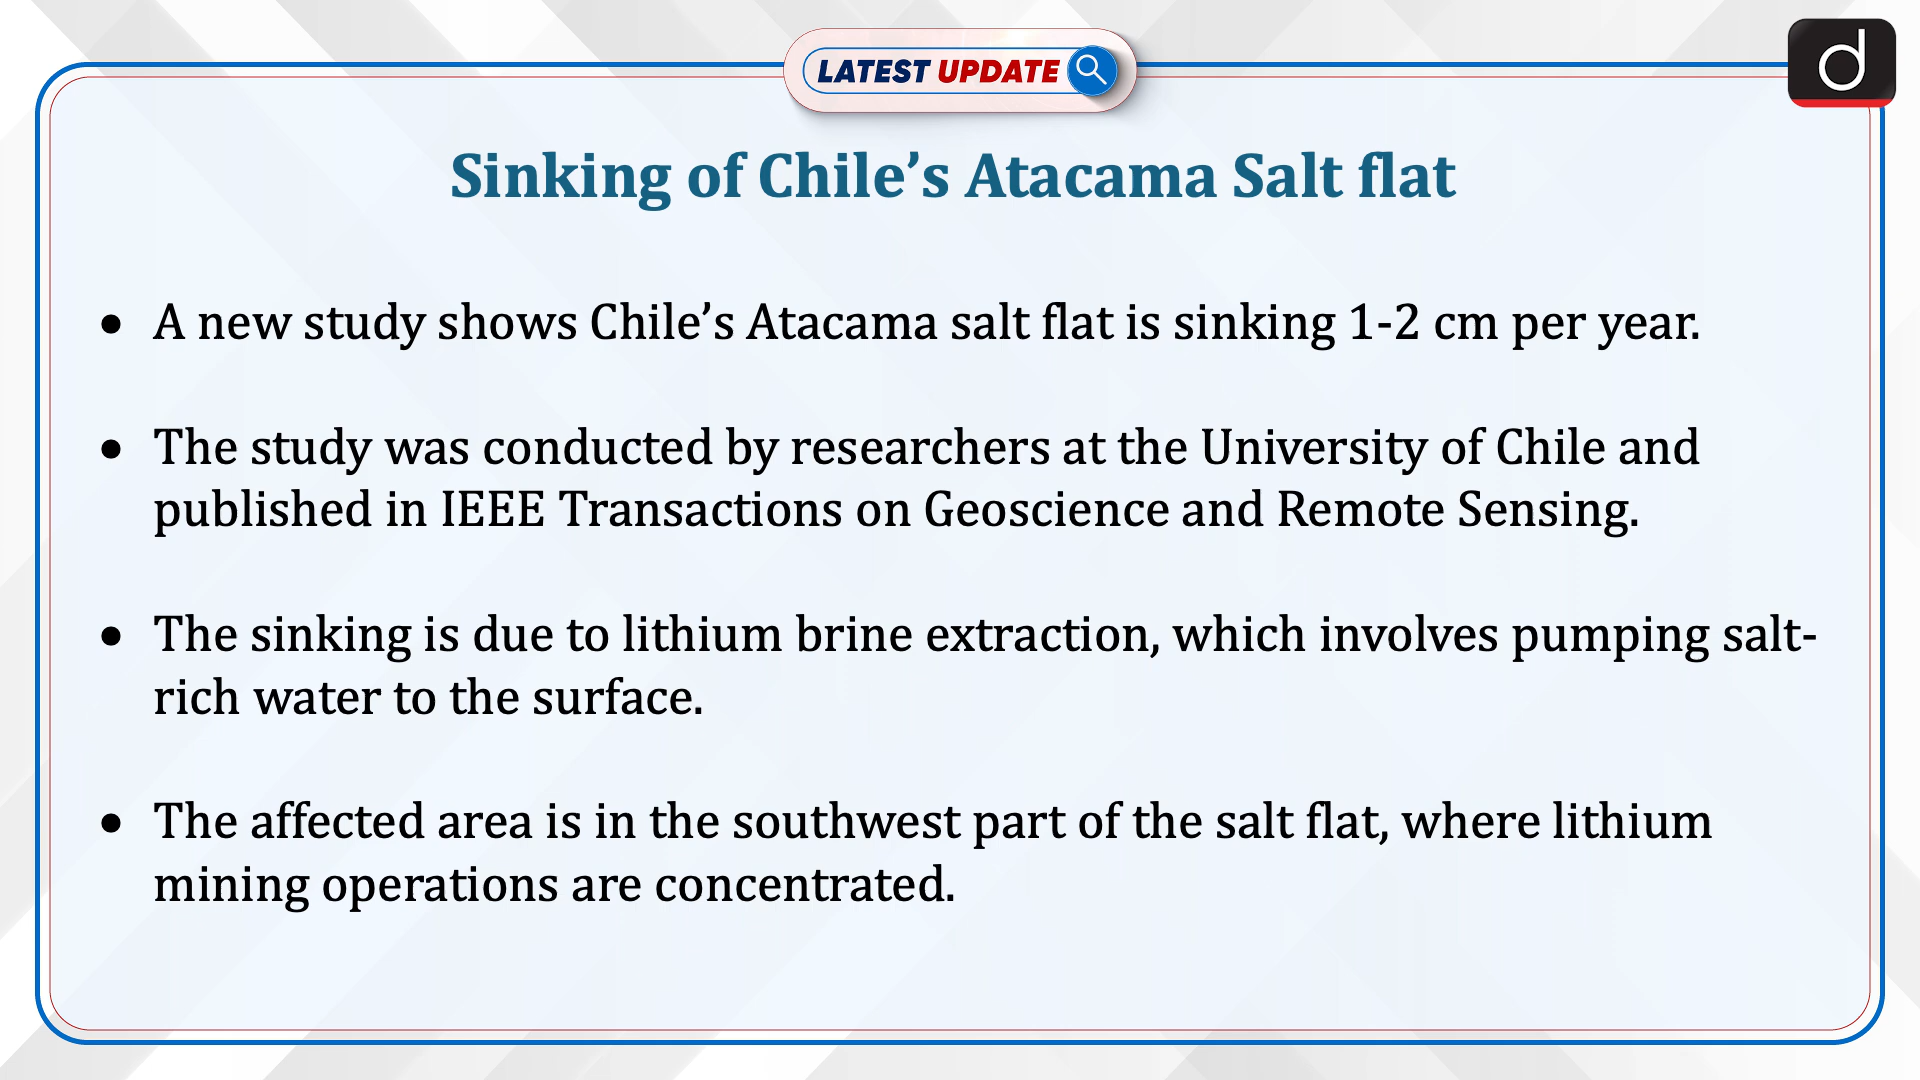 LATEST UPDATE
d
Sinking of Chile’s Atacama Salt flat
• A new study shows Chile’s Atacama salt flat is sinking 1-2 cm per year.
• The study was conducted by researchers at the University of Chile and
published in IEEE Transactions on Geoscience and Remote Sensing.
• The sinking is due to lithium brine extraction, which involves pumping salt-
rich water to the surface.
• The affected area is in the southwest part of the salt flat, where lithium
mining operations are concentrated.